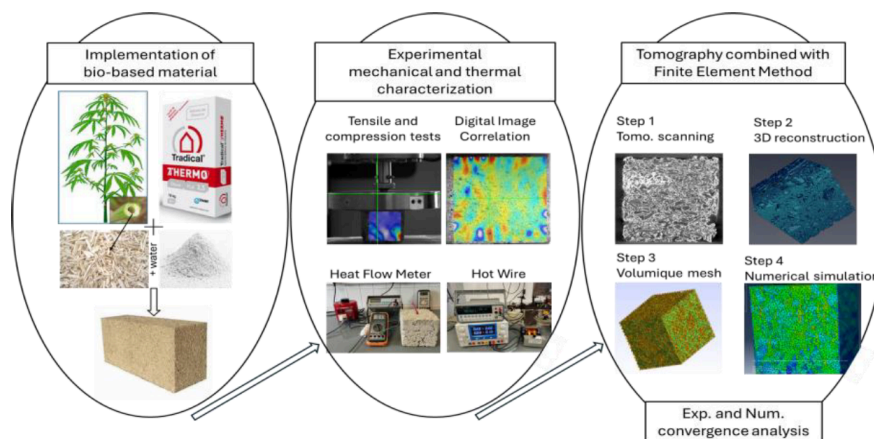 Implementation of
bio-based material
Tradical
THERMO
+ water
Experimental
mechanical and thermal
characterization
Tensile and
compression tests
Digital Image
Correlation
Heat Flow Meter
Hot Wire
Tomography combined with
Finite Element Method
Step 1
Tomo. scanning
Step 2
3D reconstruction
Step 3
Volumique mesh
Step 4
Numerical simulation
Exp. and Num.
convergence analysis